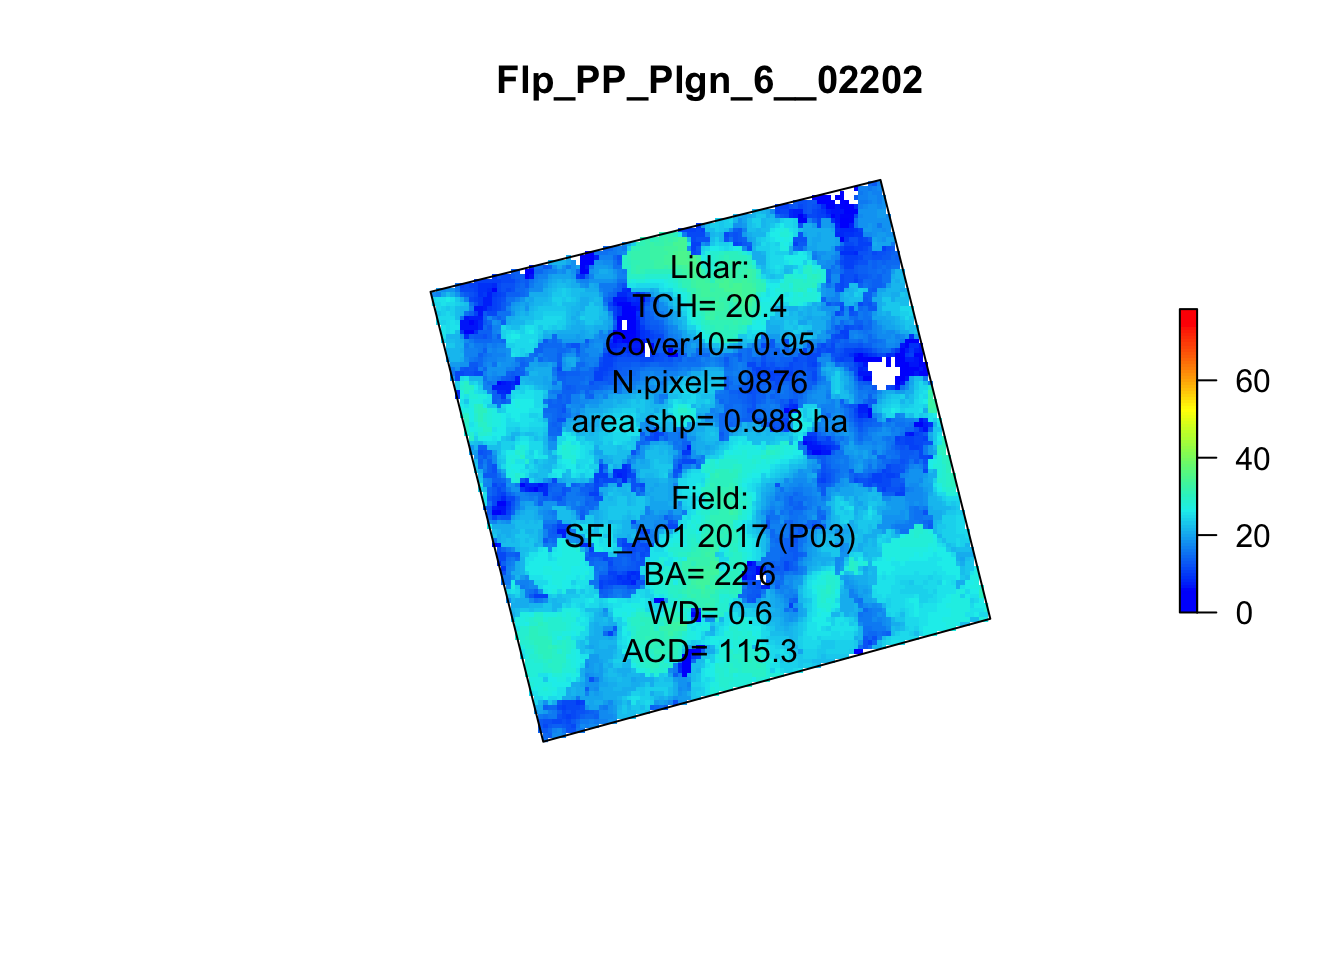 Flp_PP_Plgn_6__02202
Lidar:
TCH= 20.4
Cover10= 0.95
N.pixel= 9876
area.shp= 0.988 ha
Field:
SFI_A01 2017 (P03)
BA= 22.6
WD= 0.6
ACD= 115.3
60
40
20
0